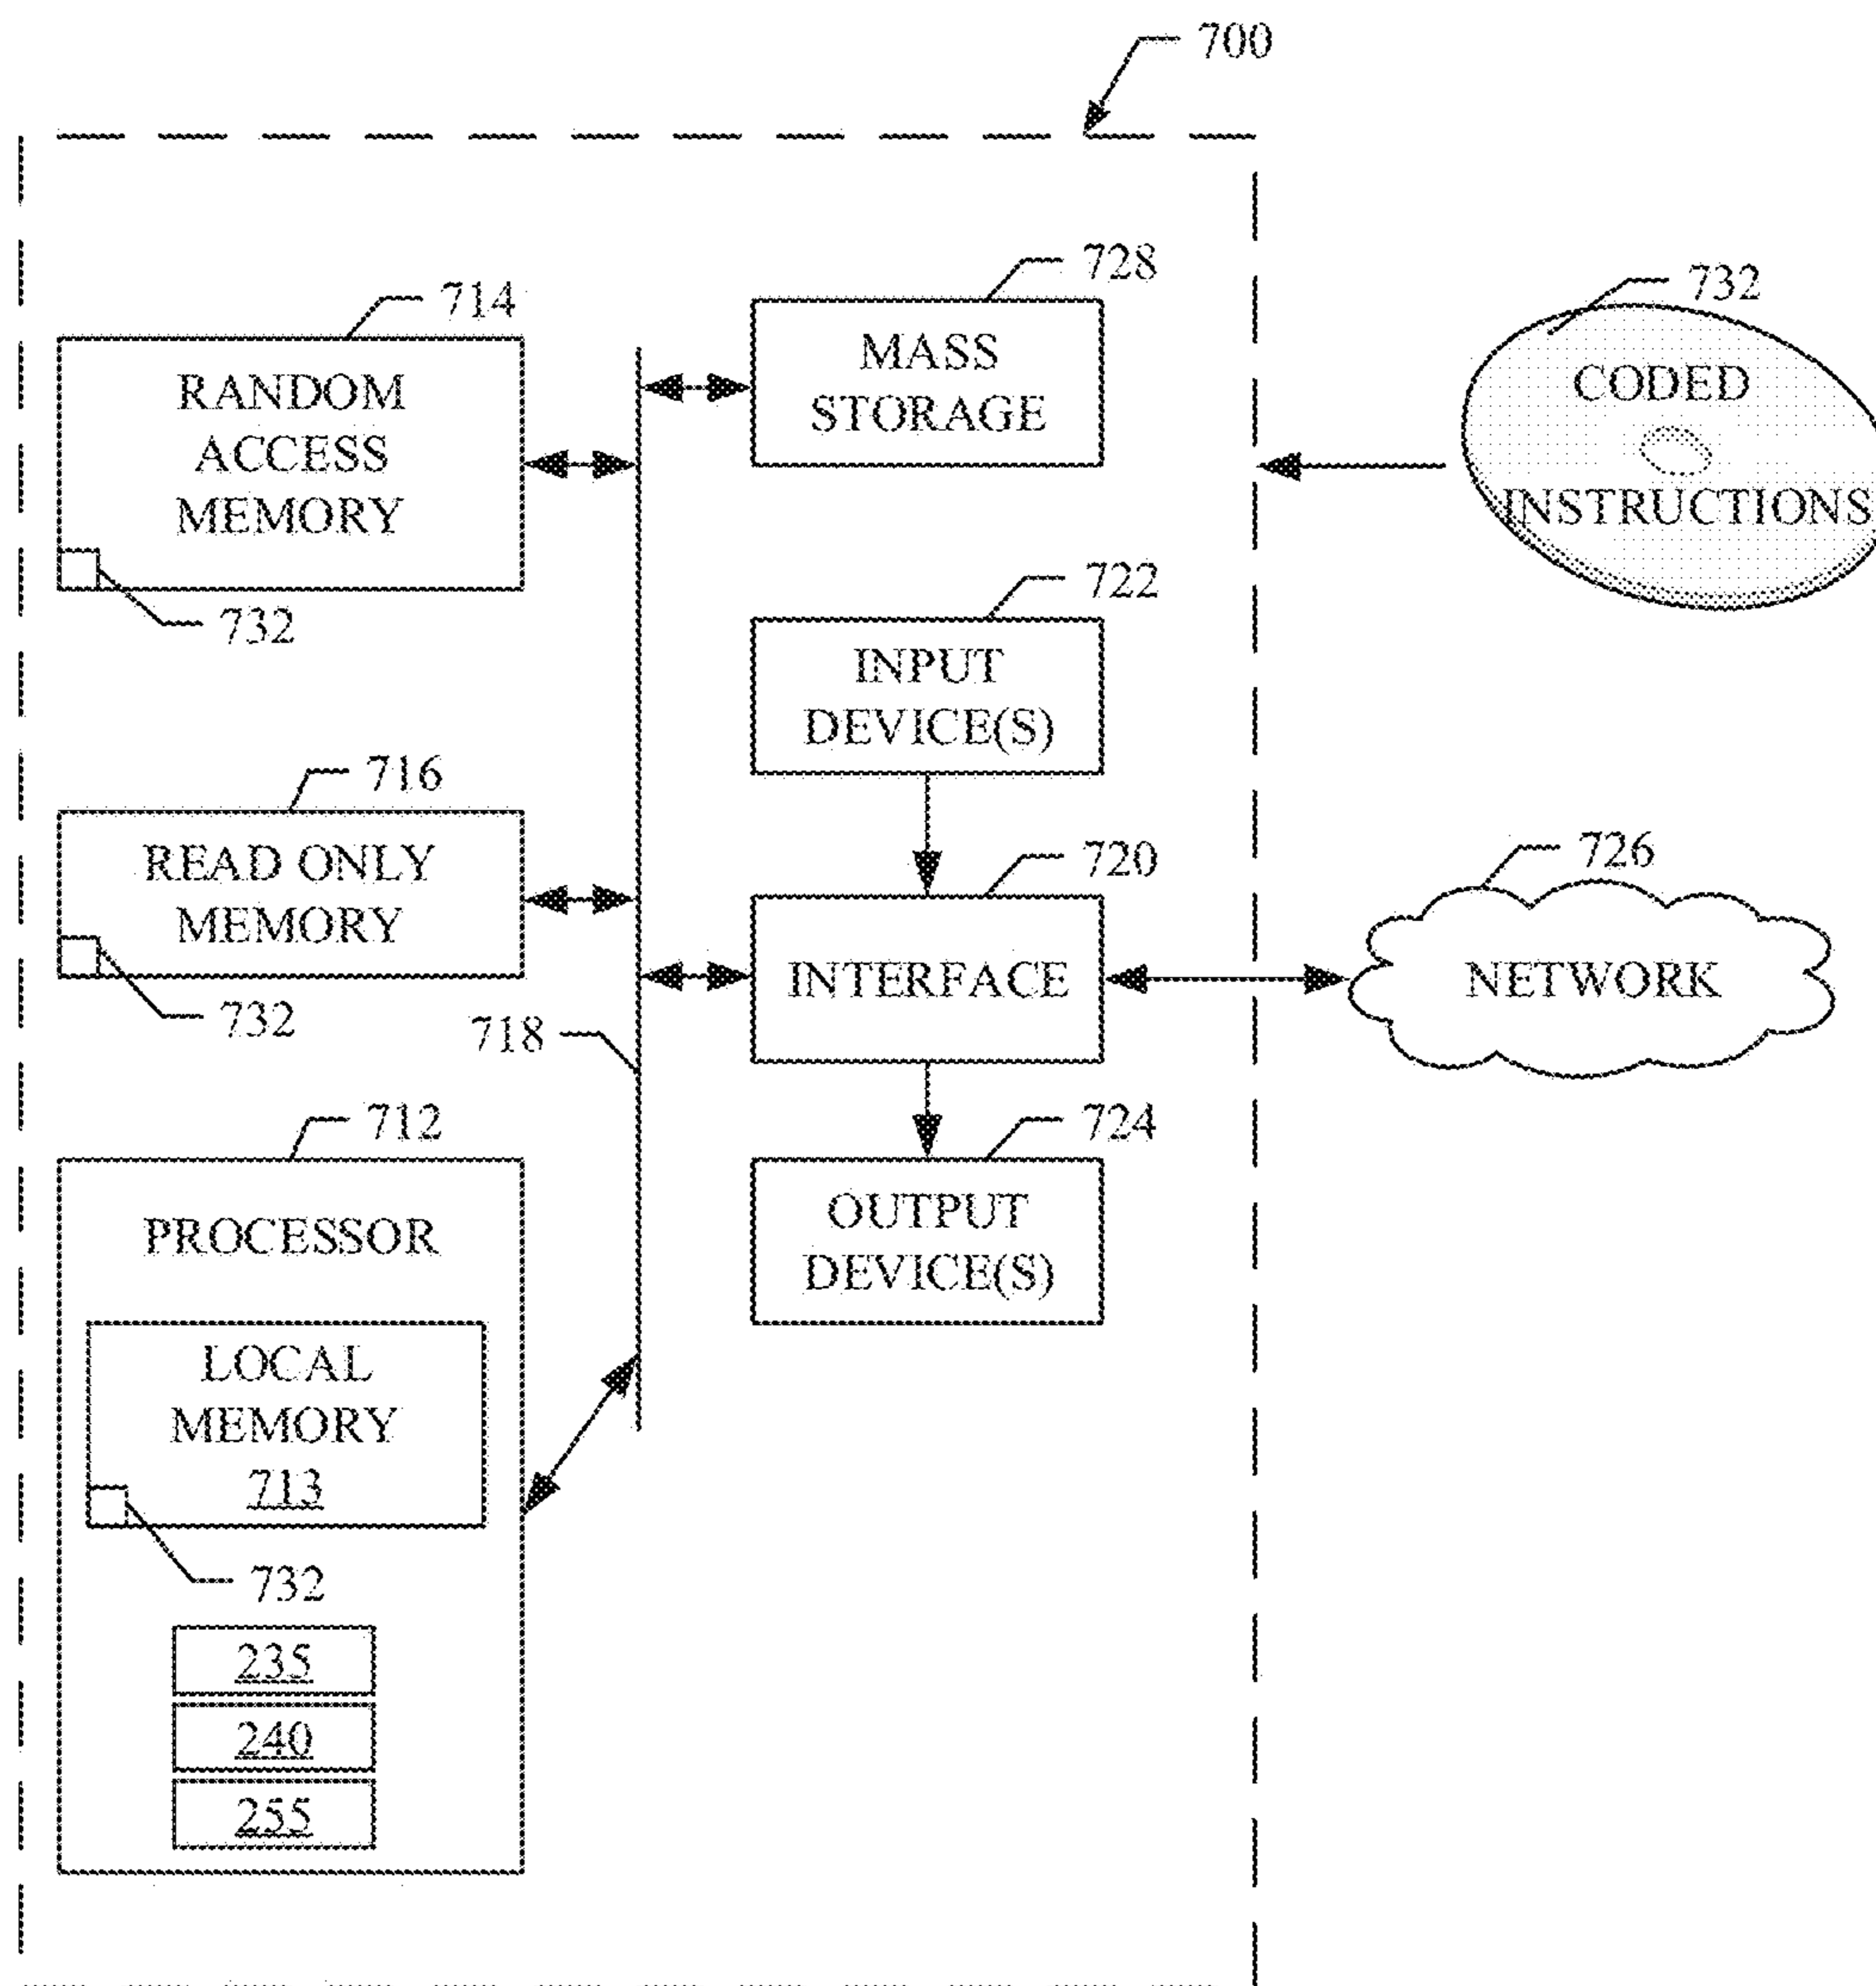 700
728
MASS
STORAGE
714
RANDOM
ACCESS
MEMORY
732
732
CODED
INSTRUCTIONS
722
INPUT
DEVICE(S)
716
READ ONLY
MEMORY
732
720
INTERFACE
726
NETWORK
718
712
PROCESSOR
LOCAL
MEMORY
713
732
235
240
255
724
OUTPUT
DEVICE(S)